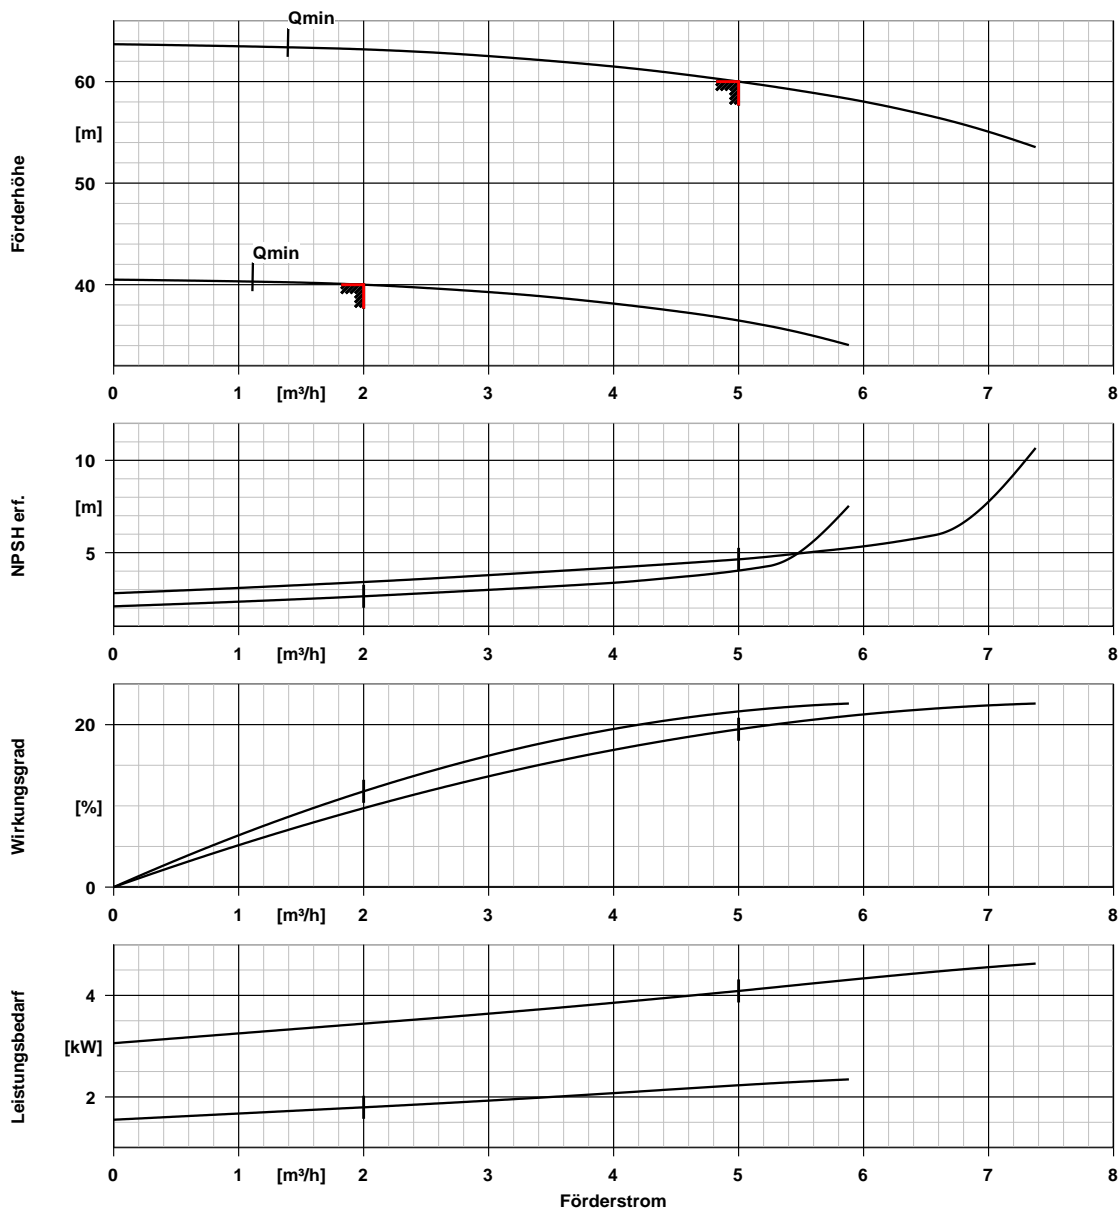 Qmin
60
[m]
Förderhöhe
50
Qmin
40
0 1 [m³/h] 2 3 4 5 6 7 8
10
[m]
NPSH erf.
5
0 1 [m³/h] 2 3 4 5 6 7 8
20
Wirkungsgrad
[%]
0
0 1 [m³/h] 2 3 4 5 6 7 8
4
Leistungsbedarf
[kW]
2
0 1 [m³/h] 2 3 4 5 6 7 8
Förderstrom